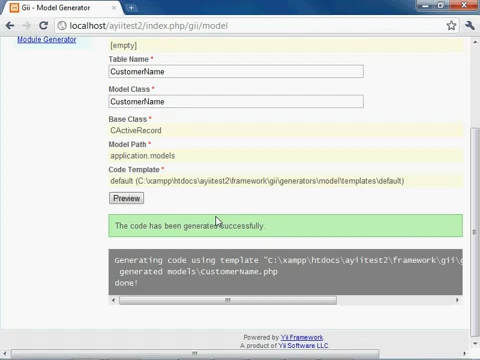 Gii - Model Generator
localhost/ayiitest2/index.php/gii/model
Module Generator
[empty]
Table Name *
CustomerName
Model Class *
CustomerName
Base Class *
CActiveRecord
Model Path *
application.models
Code Template *
default (C:\xampp\htdocs\ayiitest2\framework\gii\generators\model\templates\default)
Preview
The code has been generated successfully.
Generating code using template "C:\xampp\htdocs\ayiitest2\framework\gii\g
generated models\CustomerName.php
done!
Powered by Yii Framework.
A product of Yii Software LLC.